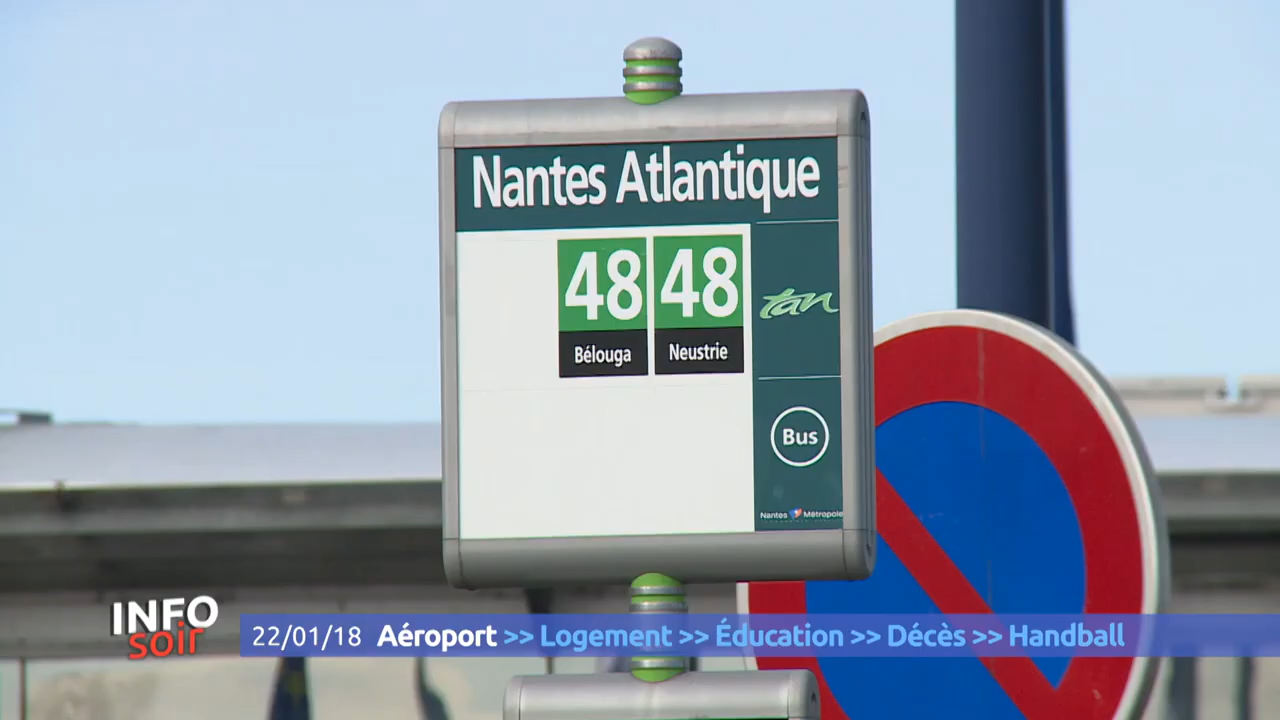 Nantes Atlantique
48 48
Bélouga Neustrie
tan
Bus
Nantes Métropole
INFO
soir
22/01/18 Aéroport >> Logement >> Éducation >> Décès >> Handball